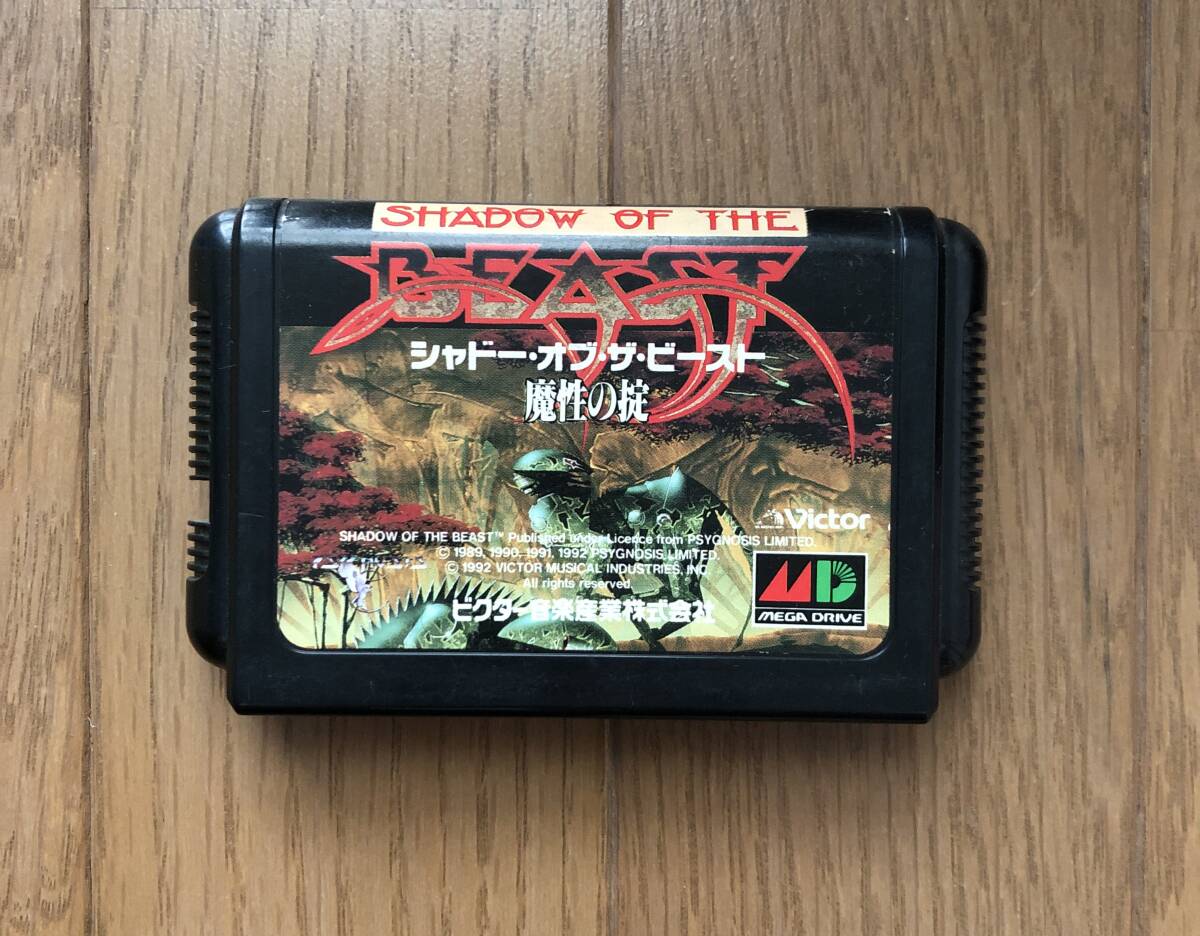 SHADOW OF THE
BEAST
シャドー・オブ・ザ・ビースト
魔性の掟
Victor
SHADOW OF THE BEAST™ Published under Licence from PSYGNOSIS LIMITED.
© 1989, 1990, 1991, 1992 PSYGNOSIS LIMITED.
© 1992 VICTOR MUSICAL INDUSTRIES, INC.
All rights reserved.
ビクター音楽産業株式会社
MD
MEGA DRIVE